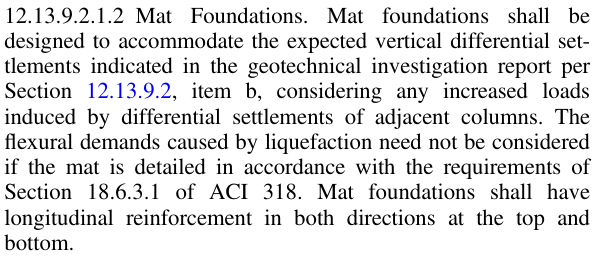 12.13.9.2.1.2 Mat Foundations. Mat foundations shall be
designed to accommodate the expected vertical differential set-
tlements indicated in the geotechnical investigation report per
Section 12.13.9.2, item b, considering any increased loads
induced by differential settlements of adjacent columns. The
flexural demands caused by liquefaction need not be considered
if the mat is detailed in accordance with the requirements of
Section 18.6.3.1 of ACI 318. Mat foundations shall have
longitudinal reinforcement in both directions at the top and
bottom.